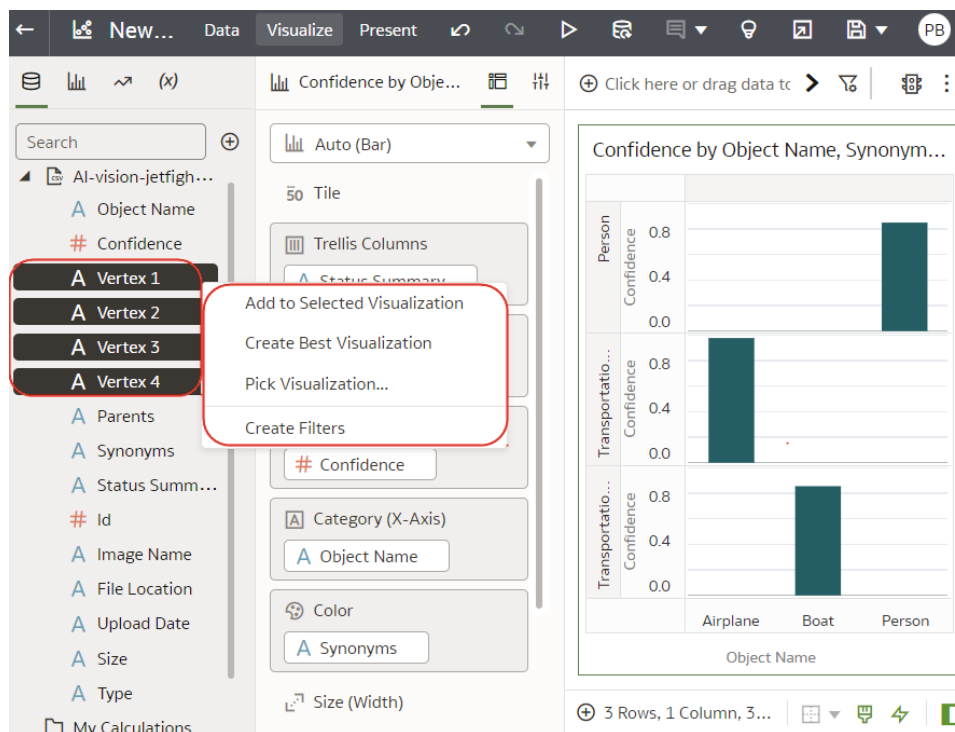 New...
Data
Visualize
Present
PB
(x)
Confidence by Obje...
Click here or drag data tc
Search
AI-vision-jetfigh...
A Object Name
# Confidence
A Vertex 1
A Vertex 2
A Vertex 3
A Vertex 4
A Parents
A Synonyms
A Status Summ...
# Id
A Image Name
A File Location
A Upload Date
A Size
A Type
My Calculations
Auto (Bar)
50 Tile
Trellis Columns
A Status Summary
Add to Selected Visualization
Create Best Visualization
Pick Visualization...
Create Filters
# Confidence
A Category (X-Axis)
A Object Name
Color
A Synonyms
Size (Width)
Confidence by Object Name, Synonym...
Person
Confidence
0.8
0.4
0.0
Transportatio...
Confidence
0.8
0.4
0.0
Transportatio...
Confidence
0.8
0.4
0.0
Airplane
Boat
Person
Object Name
3 Rows, 1 Column, 3...